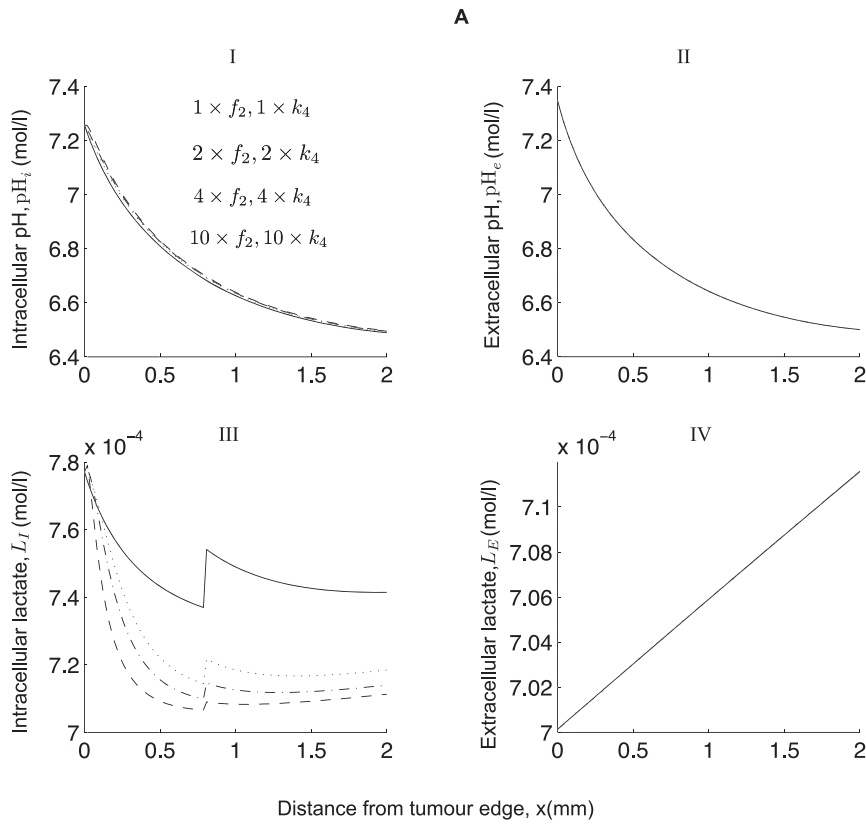 A
I
Intracellular pH, pHᵢ (mol/l)
7.4
7.2
7
6.8
6.6
6.4
1 × f₂, 1 × k₄
2 × f₂, 2 × k₄
4 × f₂, 4 × k₄
10 × f₂, 10 × k₄
0
0.5
1
1.5
2
II
Extracellular pH, pHₑ (mol/l)
7.4
7.2
7
6.8
6.6
6.4
0
0.5
1
1.5
2
III
x 10⁻⁴
Intracellular lactate, L_I (mol/l)
7.8
7.6
7.4
7.2
7
0
0.5
1
1.5
2
IV
x 10⁻⁴
Extracellular lactate, L_E (mol/l)
7.1
7.08
7.06
7.04
7.02
7
0
0.5
1
1.5
2
Distance from tumour edge, x(mm)